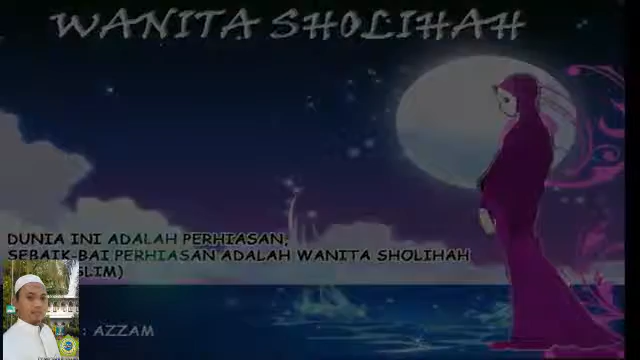 WANITA SHOLIHAH
DUNIA INI ADALAH PERHIASAN,
SEBAIK-BAI PERHIASAN ADALAH WANITA SHOLIHAH
SLIM)
: AZZAM